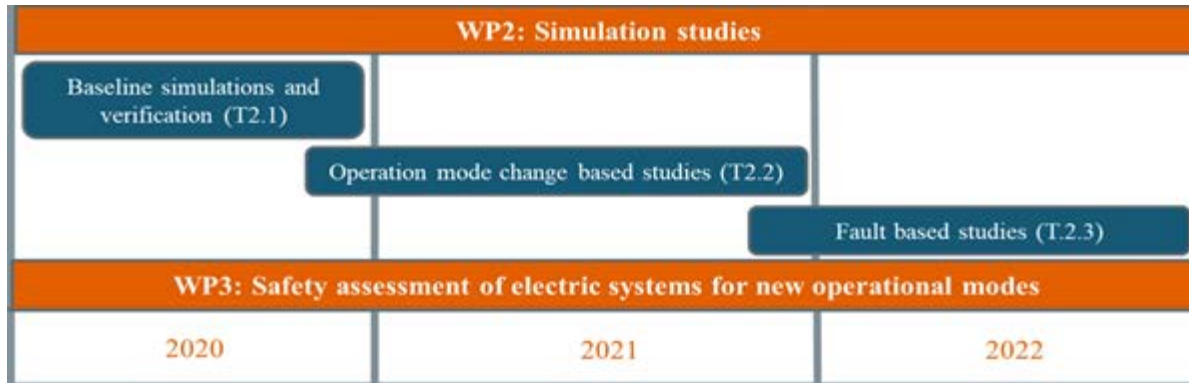 WP2: Simulation studies
Baseline simulations and
verification (T2.1)
Operation mode change based studies (T2.2)
Fault based studies (T.2.3)
WP3: Safety assessment of electric systems for new operational modes
2020
2021
2022